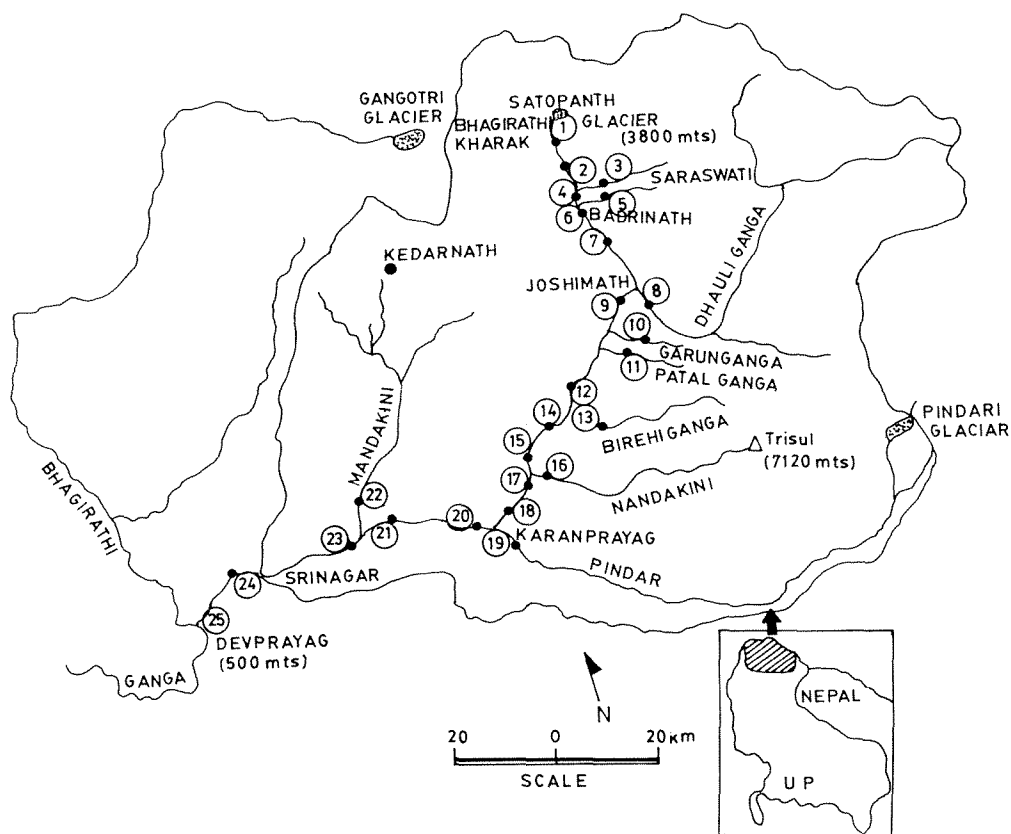 GANGOTRI
GLACIER
SATOPANTH
GLACIER
(3800 mts)
BHAGIRATHI
KHARAK
1
2
3
SARASWATI
4
5
6
BADRINATH
7
KEDARNATH
JOSHIMATH
8
9
DHAULI GANGA
10
GARUNGANGA
11
PATAL GANGA
12
13
BIREHI GANGA
14
PINDARI
GLACIAR
Trisul
(7120 mts)
15
16
NANDAKINI
17
MANDAKINI
18
BHAGIRATHI
22
21
20
19
KARANPRAYAG
23
PINDAR
SRINAGAR
24
25
DEVPRAYAG
(500 mts)
GANGA
N
20 0 20 KM
SCALE
NEPAL
U P